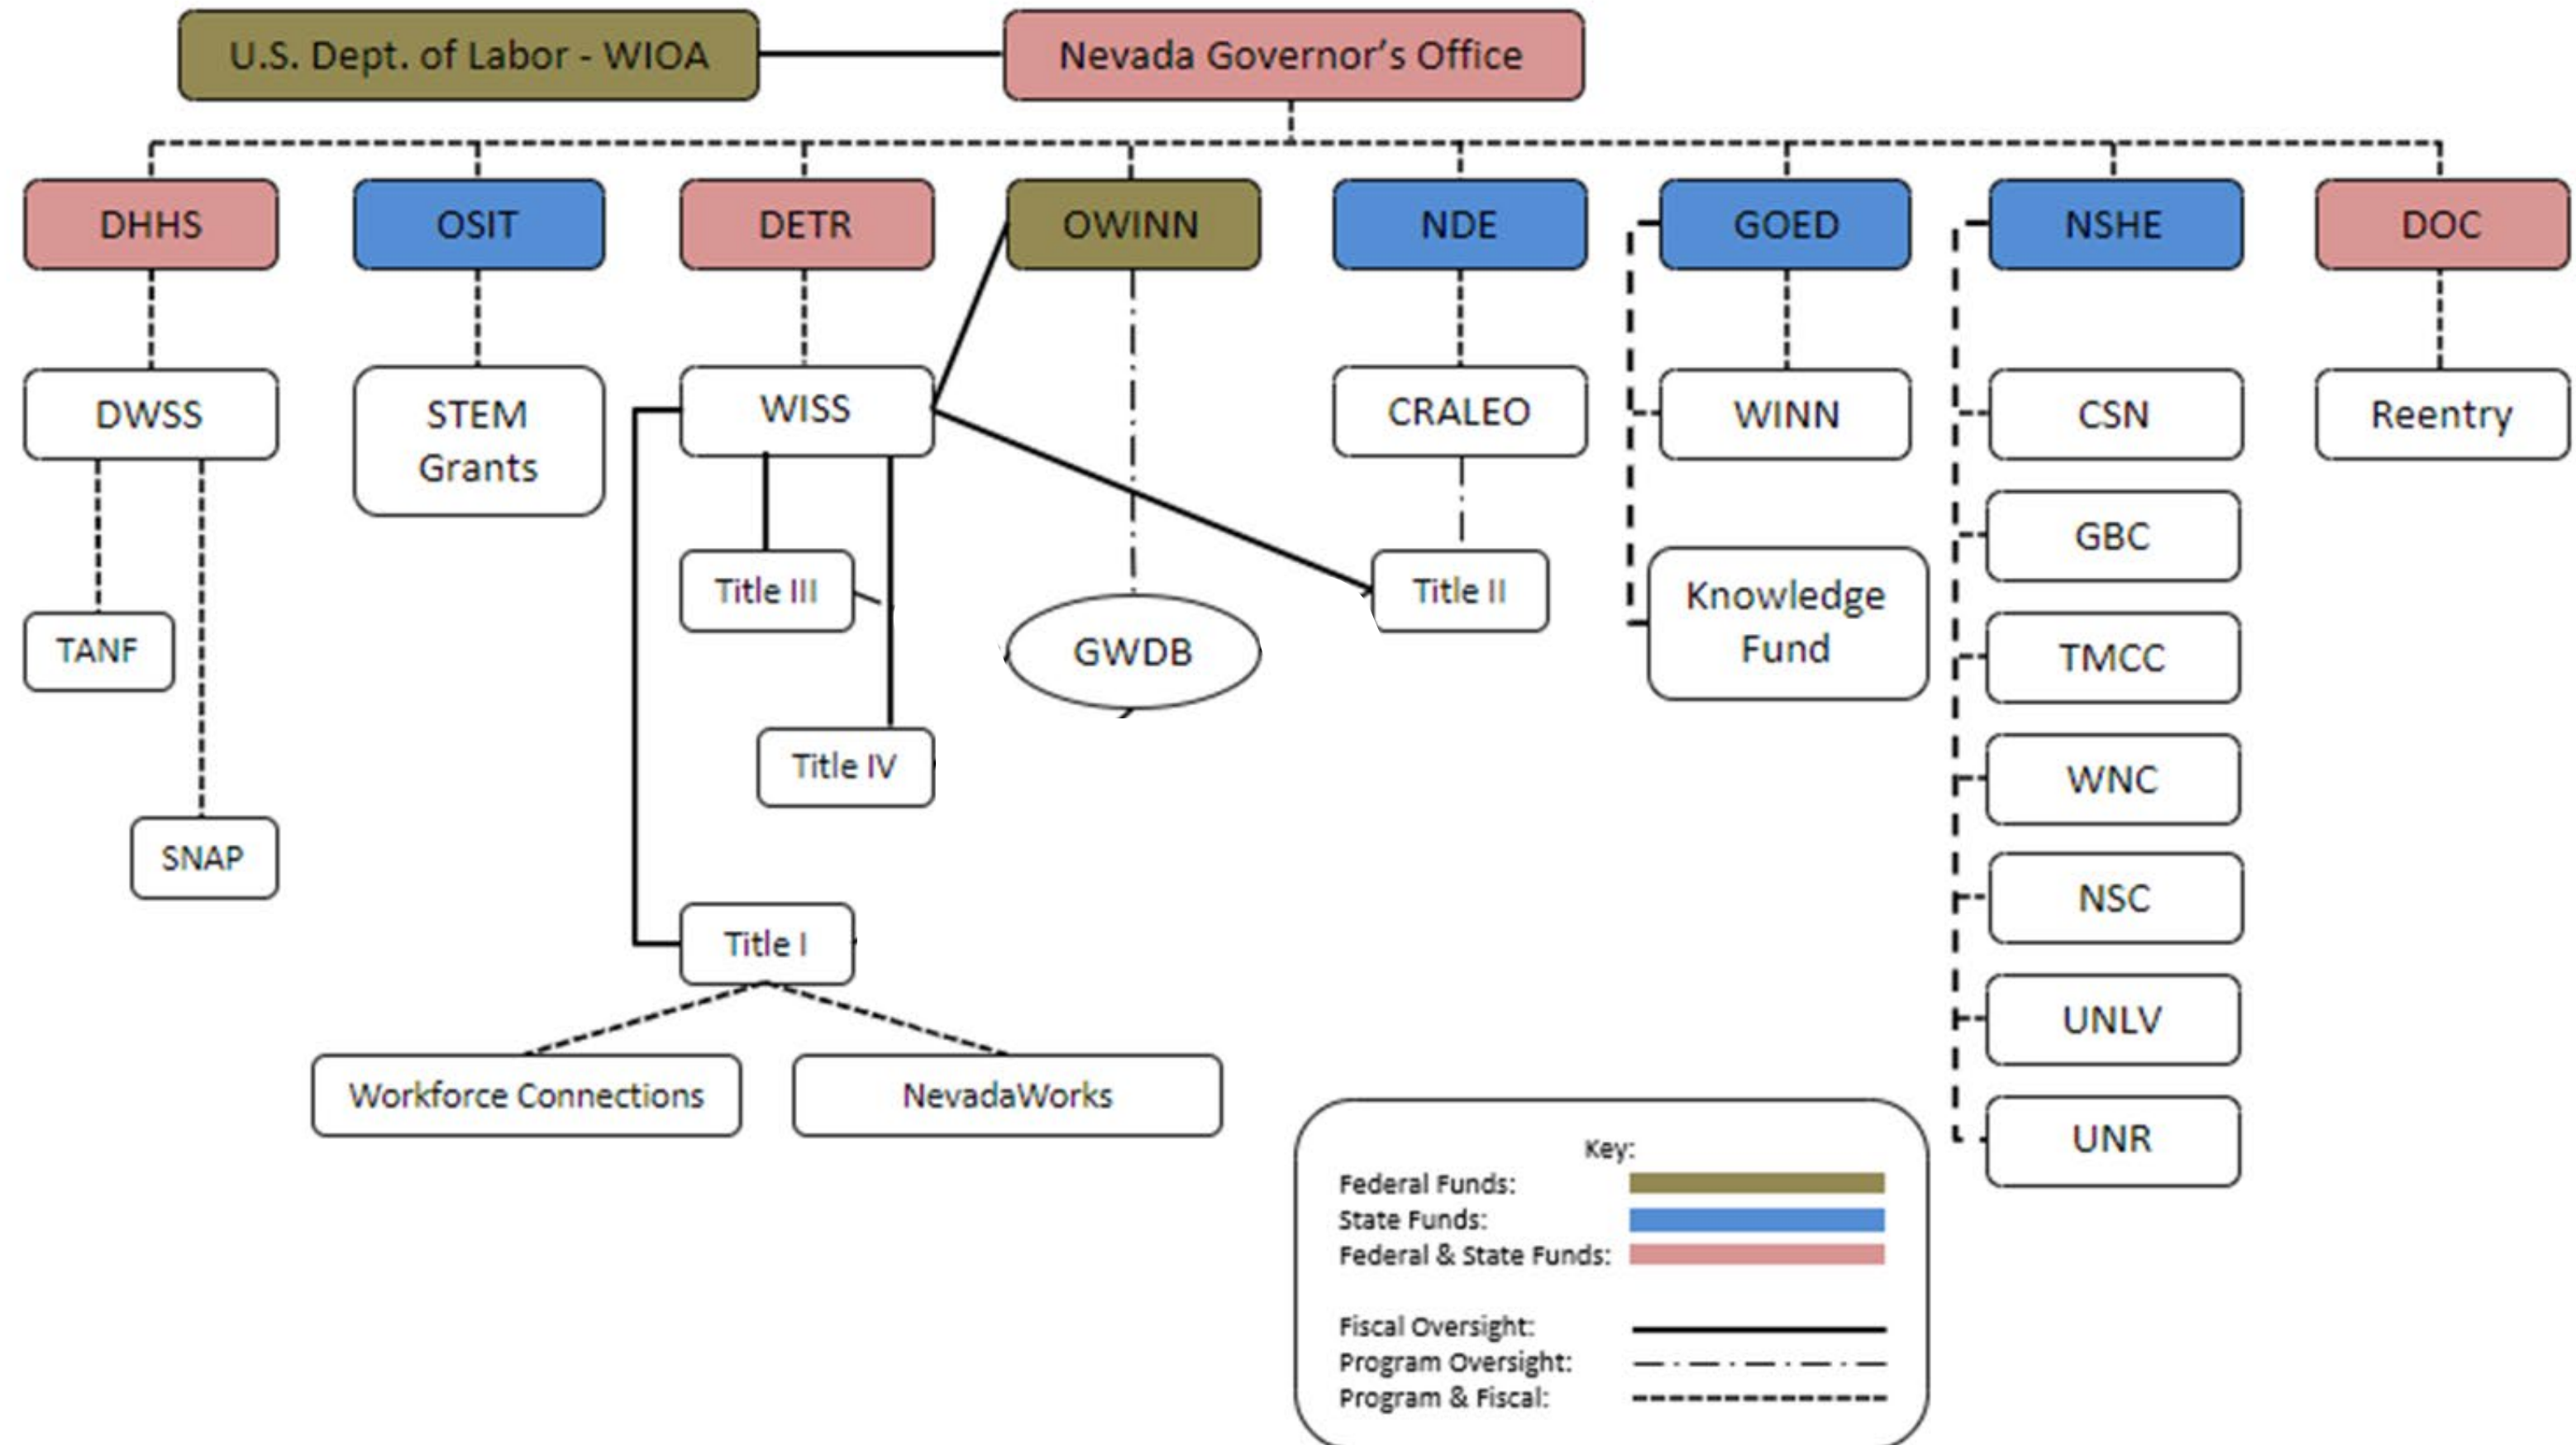 U.S. Dept. of Labor - WIOA
Nevada Governor’s Office
DHHS
OSIT
DETR
OWINN
NDE
GOED
NSHE
DOC
DWSS
STEM
Grants
WISS
CRALEO
WINN
CSN
Reentry
GBC
Title III
Title II
Knowledge
Fund
TANF
GWDB
TMCC
Title IV
WNC
SNAP
NSC
Title I
UNLV
Workforce Connections
NevadaWorks
UNR
Key:
Federal Funds:
State Funds:
Federal & State Funds:
Fiscal Oversight:
Program Oversight:
Program & Fiscal: